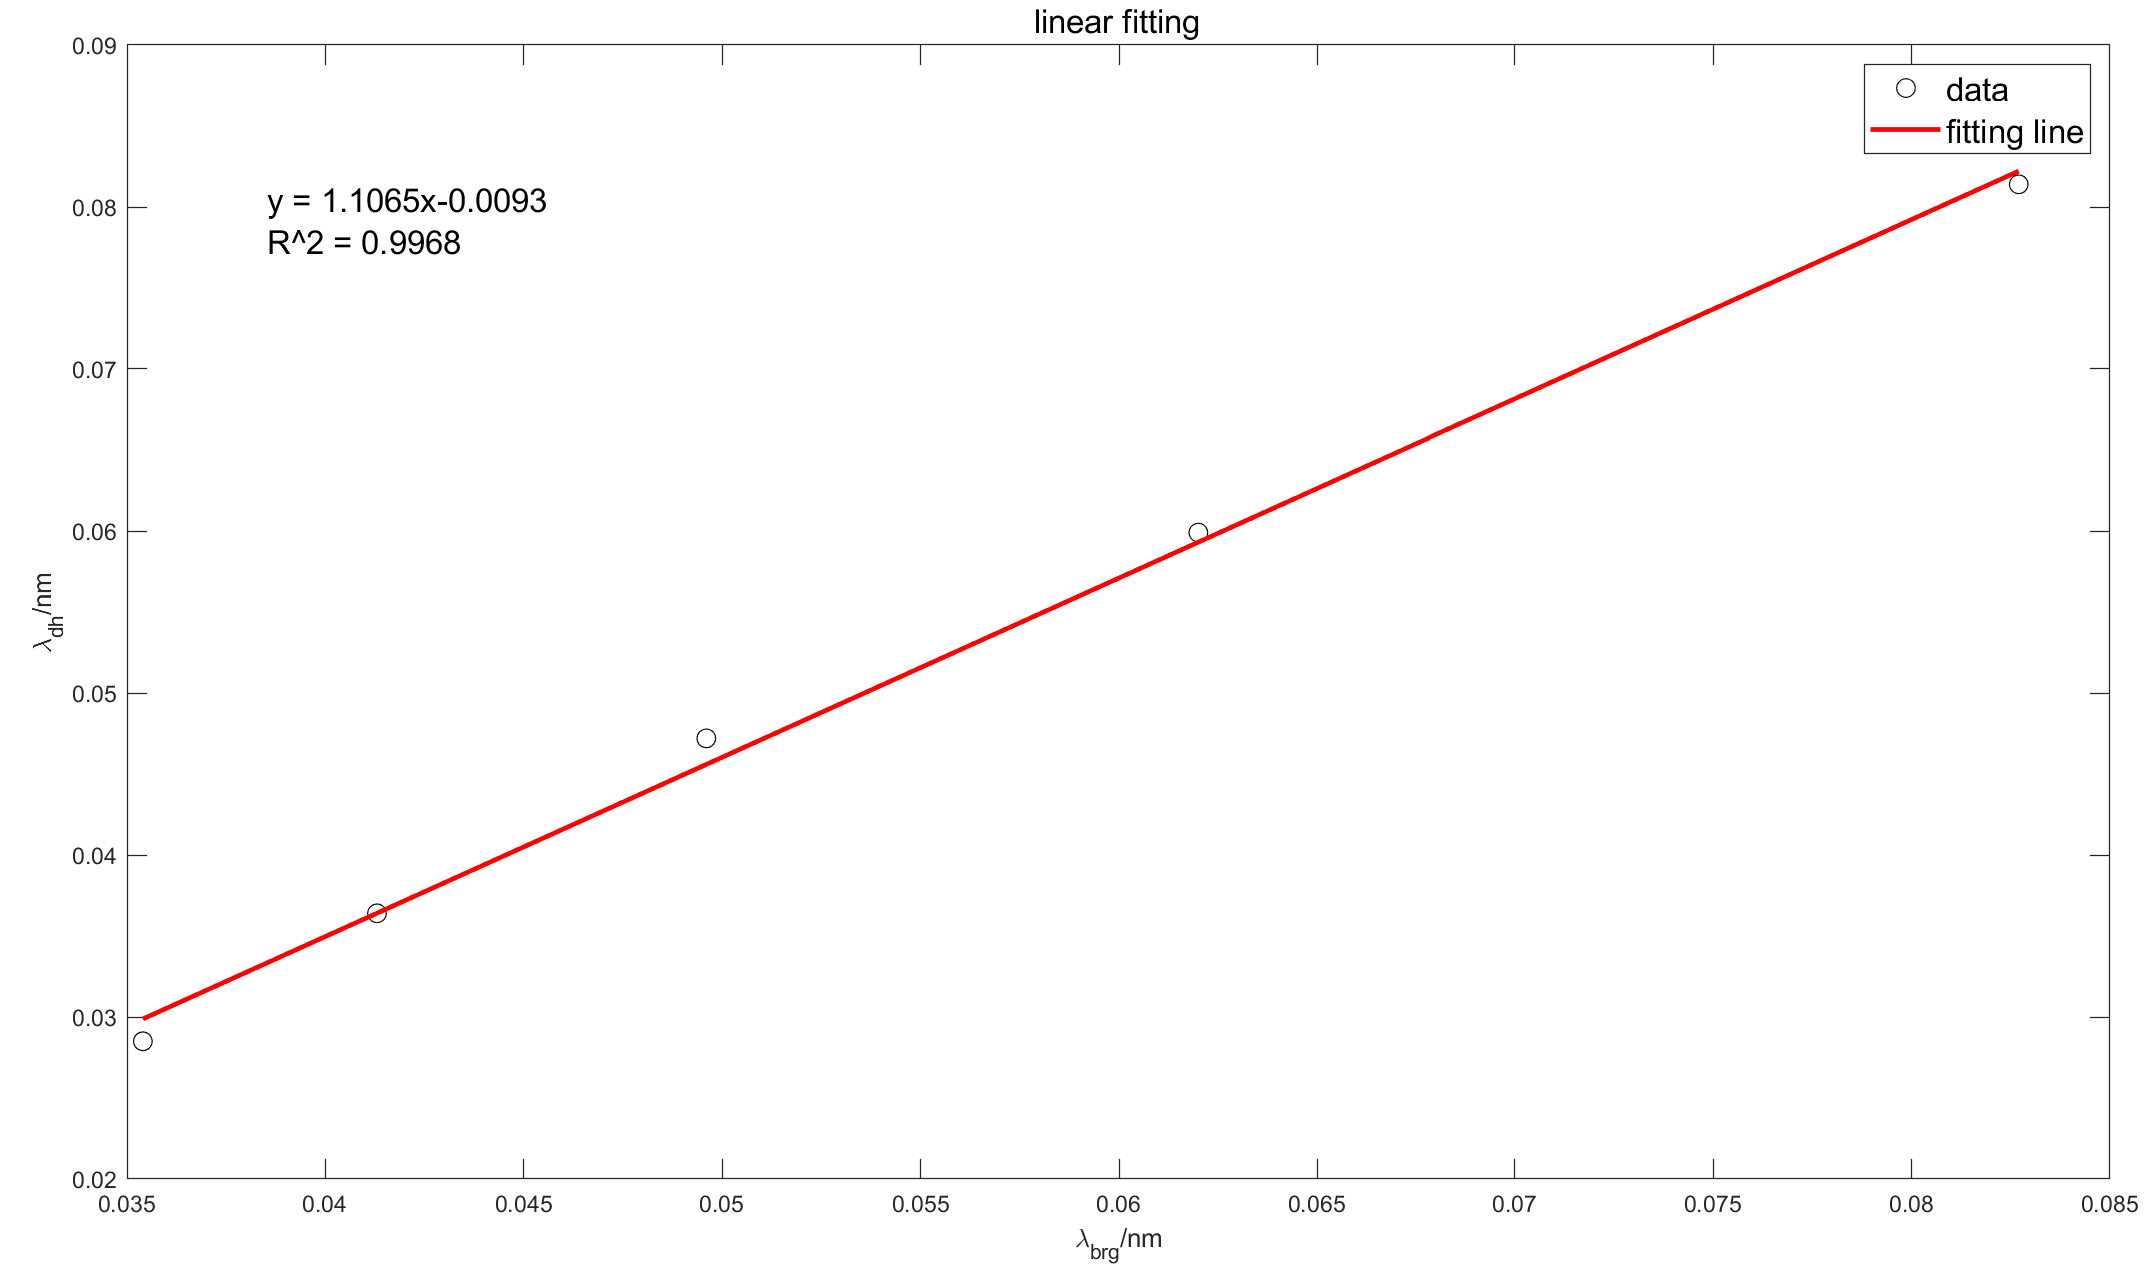 linear fitting
data
fitting line
y = 1.1065x-0.0093
R^2 = 0.9968
0.09
0.08
0.07
0.06
0.05
0.04
0.03
0.02
λdh/nm
0.035 0.04 0.045 0.05 0.055 0.06 0.065 0.07 0.075 0.08 0.085
λbrg/nm